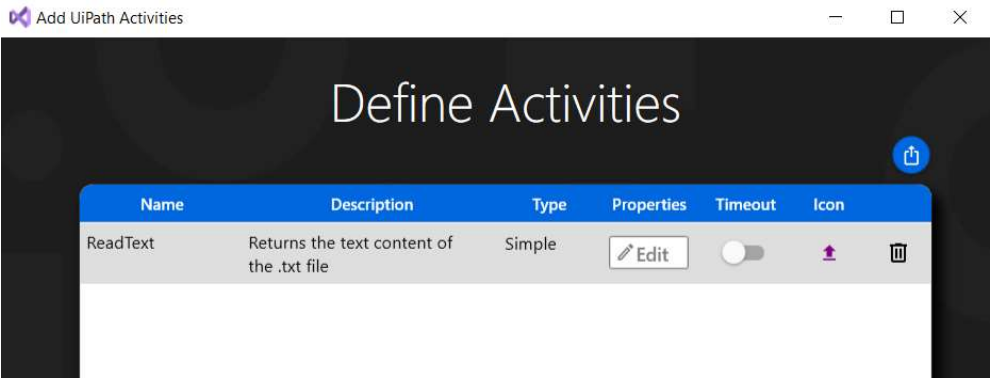 Add UiPath Activities
Define Activities
Name Description Type Properties Timeout Icon
ReadText Returns the text content of Simple Edit
the .txt file